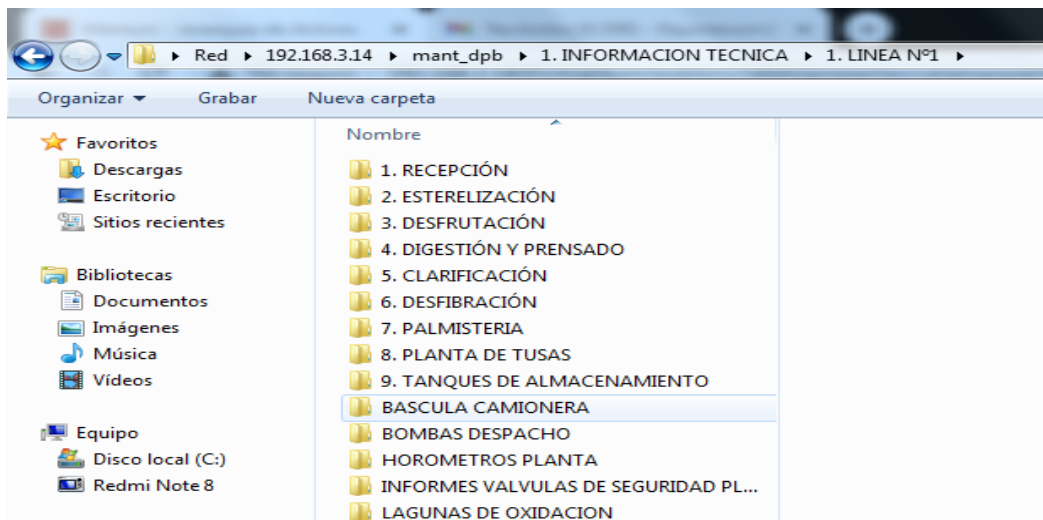 Red ▸ 192.168.3.14 ▸ mant_dpb ▸ 1. INFORMACION TECNICA ▸ 1. LINEA Nº1 ▸
Organizar Grabar Nueva carpeta
Favoritos
Descargas
Escritorio
Sitios recientes
Bibliotecas
Documentos
Imágenes
Música
Vídeos
Equipo
Disco local (C:)
Redmi Note 8
Nombre
1. RECEPCIÓN
2. ESTERELIZACIÓN
3. DESFRUTACIÓN
4. DIGESTIÓN Y PRENSADO
5. CLARIFICACIÓN
6. DESFIBRACIÓN
7. PALMISTERIA
8. PLANTA DE TUSAS
9. TANQUES DE ALMACENAMIENTO
BASCULA CAMIONERA
BOMBAS DESPACHO
HOROMETROS PLANTA
INFORMES VALVULAS DE SEGURIDAD PL...
LAGUNAS DE OXIDACION